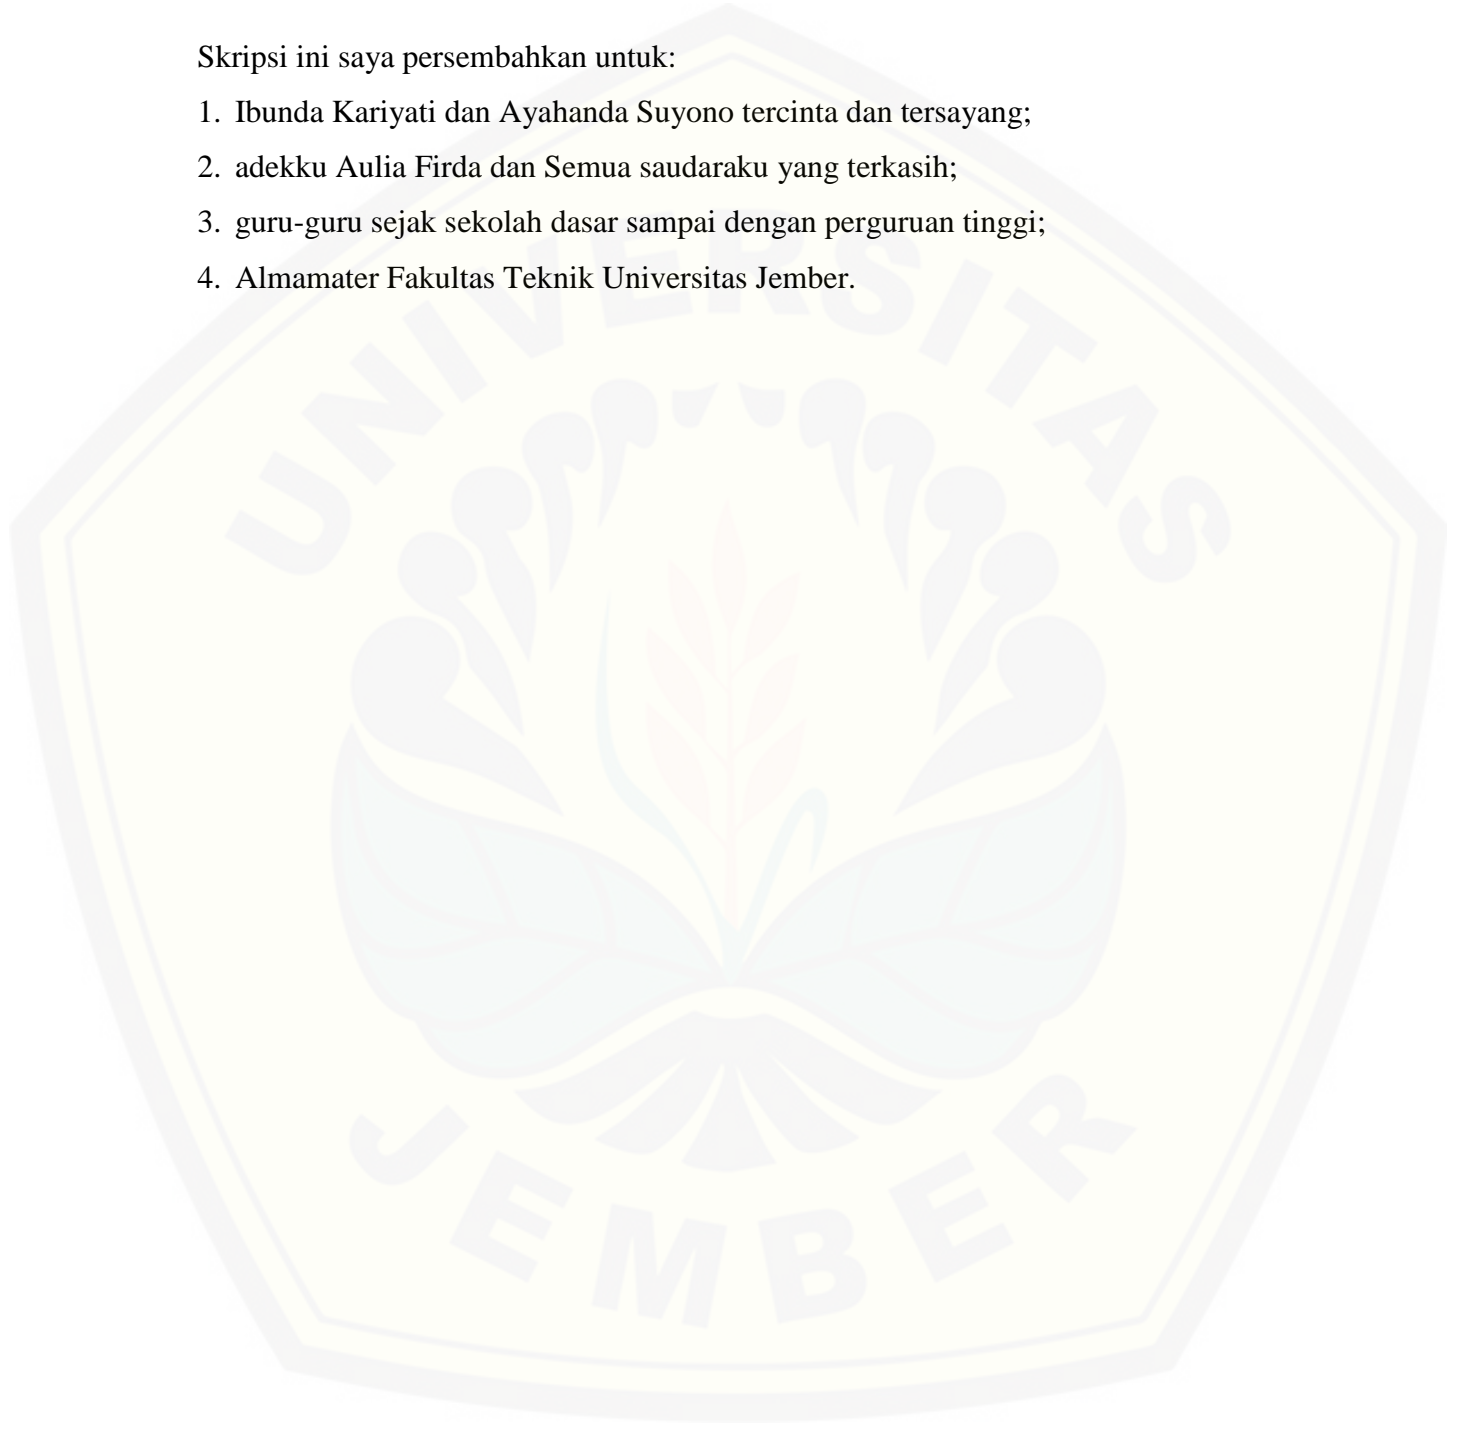 Skripsi ini saya persembahkan untuk:
1. Ibunda Kariyati dan Ayahanda Suyono tercinta dan tersayang;
2. adekku Aulia Firda dan Semua saudaraku yang terkasih;
3. guru-guru sejak sekolah dasar sampai dengan perguruan tinggi;
4. Almamater Fakultas Teknik Universitas Jember.
UNIVERSITAS
JEMBER